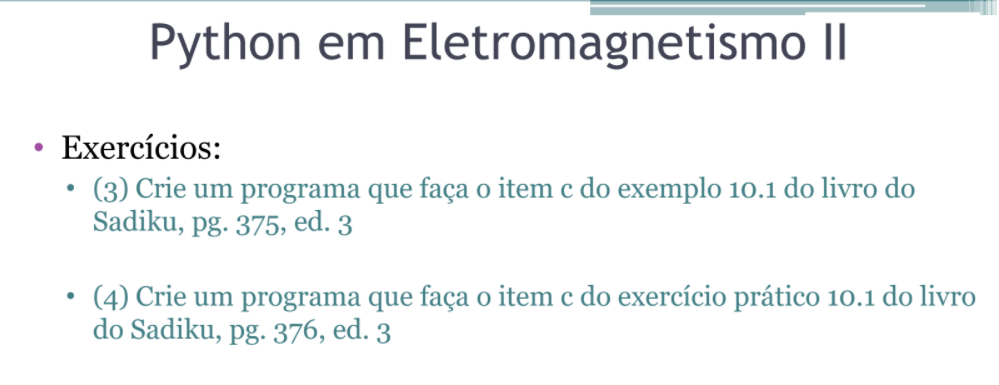 Python em Eletromagnetismo II
• Exercícios:
• (3) Crie um programa que faça o item c do exemplo 10.1 do livro do
Sadiku, pg. 375, ed. 3
• (4) Crie um programa que faça o item c do exercício prático 10.1 do livro
do Sadiku, pg. 376, ed. 3